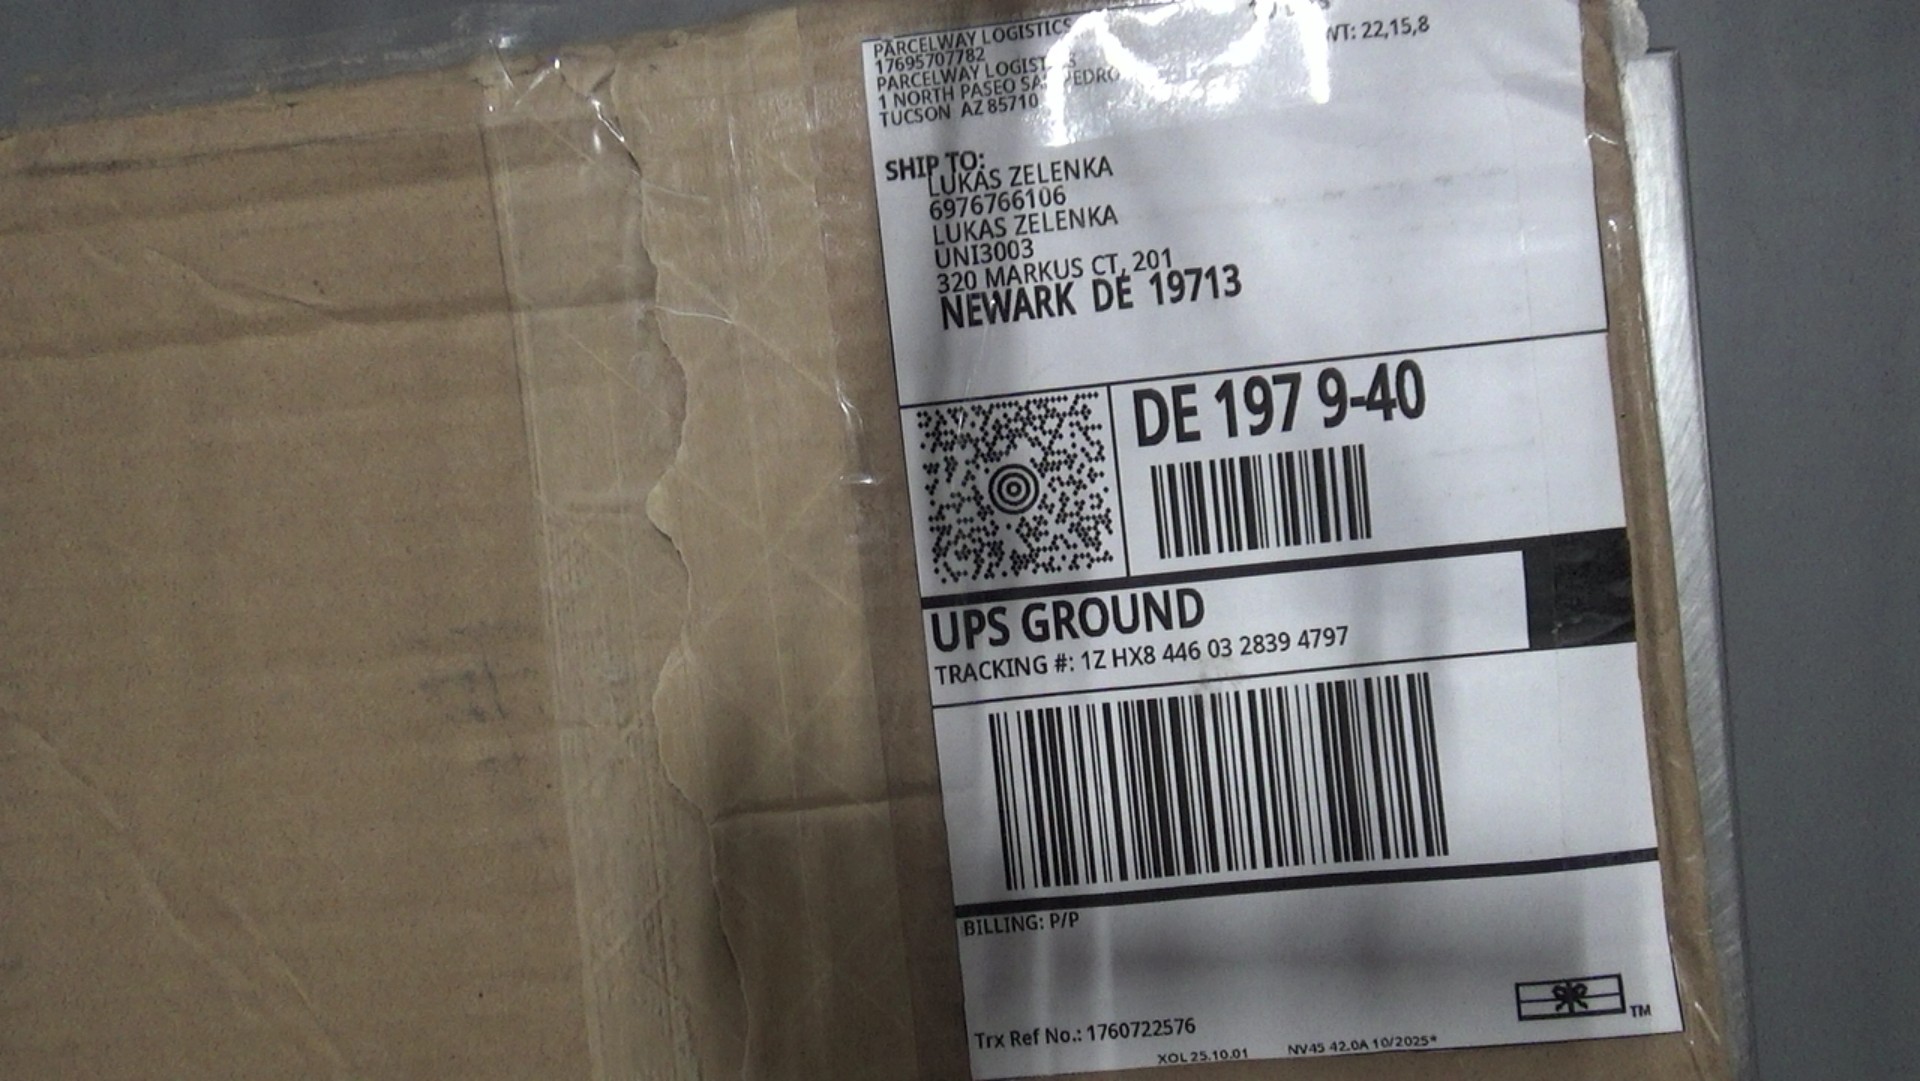 PARCELWAY LOGISTICS
17695707782
PARCELWAY LOGISTICS
1 NORTH PASEO SAN PEDRO
TUCSON AZ 85710
WT: 22,15,8
SHIP TO:
LUKAS ZELENKA
6976766106
LUKAS ZELENKA
UNI3003
320 MARKUS CT, 201
NEWARK DE 19713
DE 197 9-40
UPS GROUND
TRACKING #: 1Z HX8 446 03 2839 4797
BILLING: P/P
Trx Ref No.: 1760722576
XOL 25.10.01 NV45 42.0A 10/2025*
TM